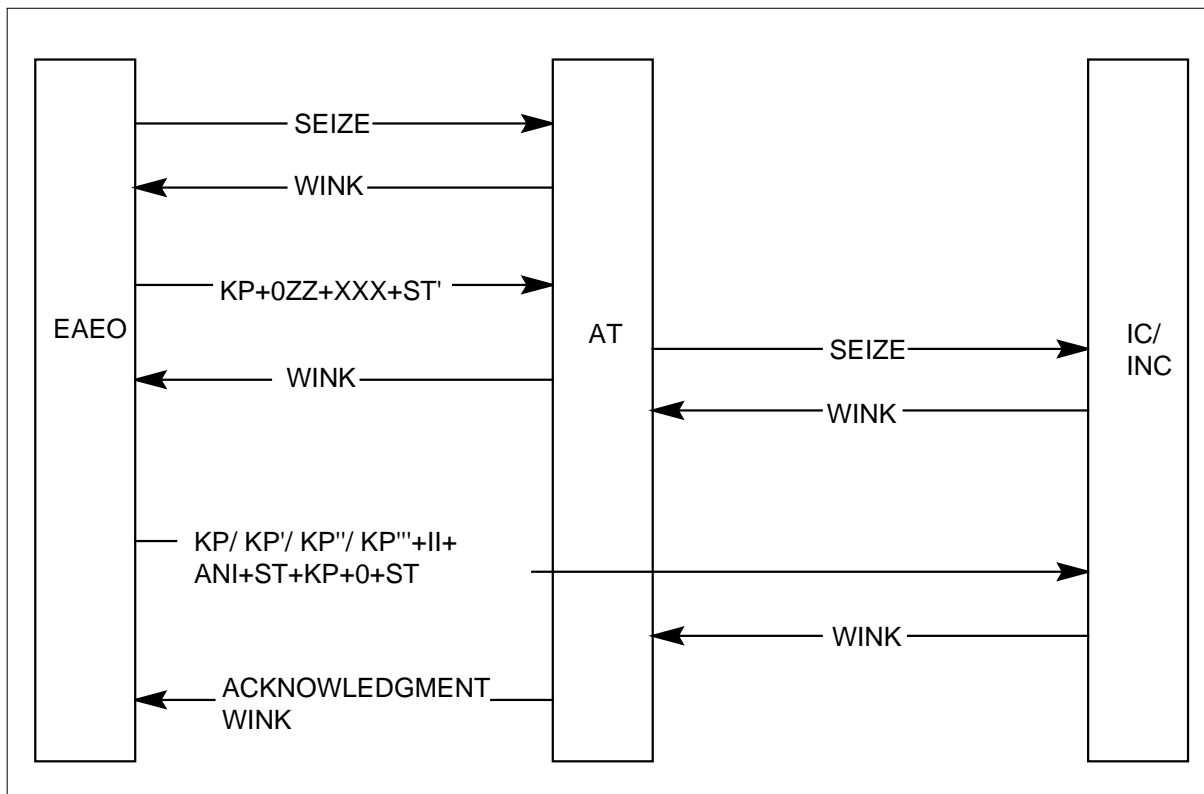 SEIZE
WINK
KP+0ZZ+XXX+ST'
EAEO
AT
IC/
INC
SEIZE
WINK
WINK
KP/ KP'/ KP"/ KP'"+II+
ANI+ST+KP+0+ST
WINK
ACKNOWLEDGMENT
WINK